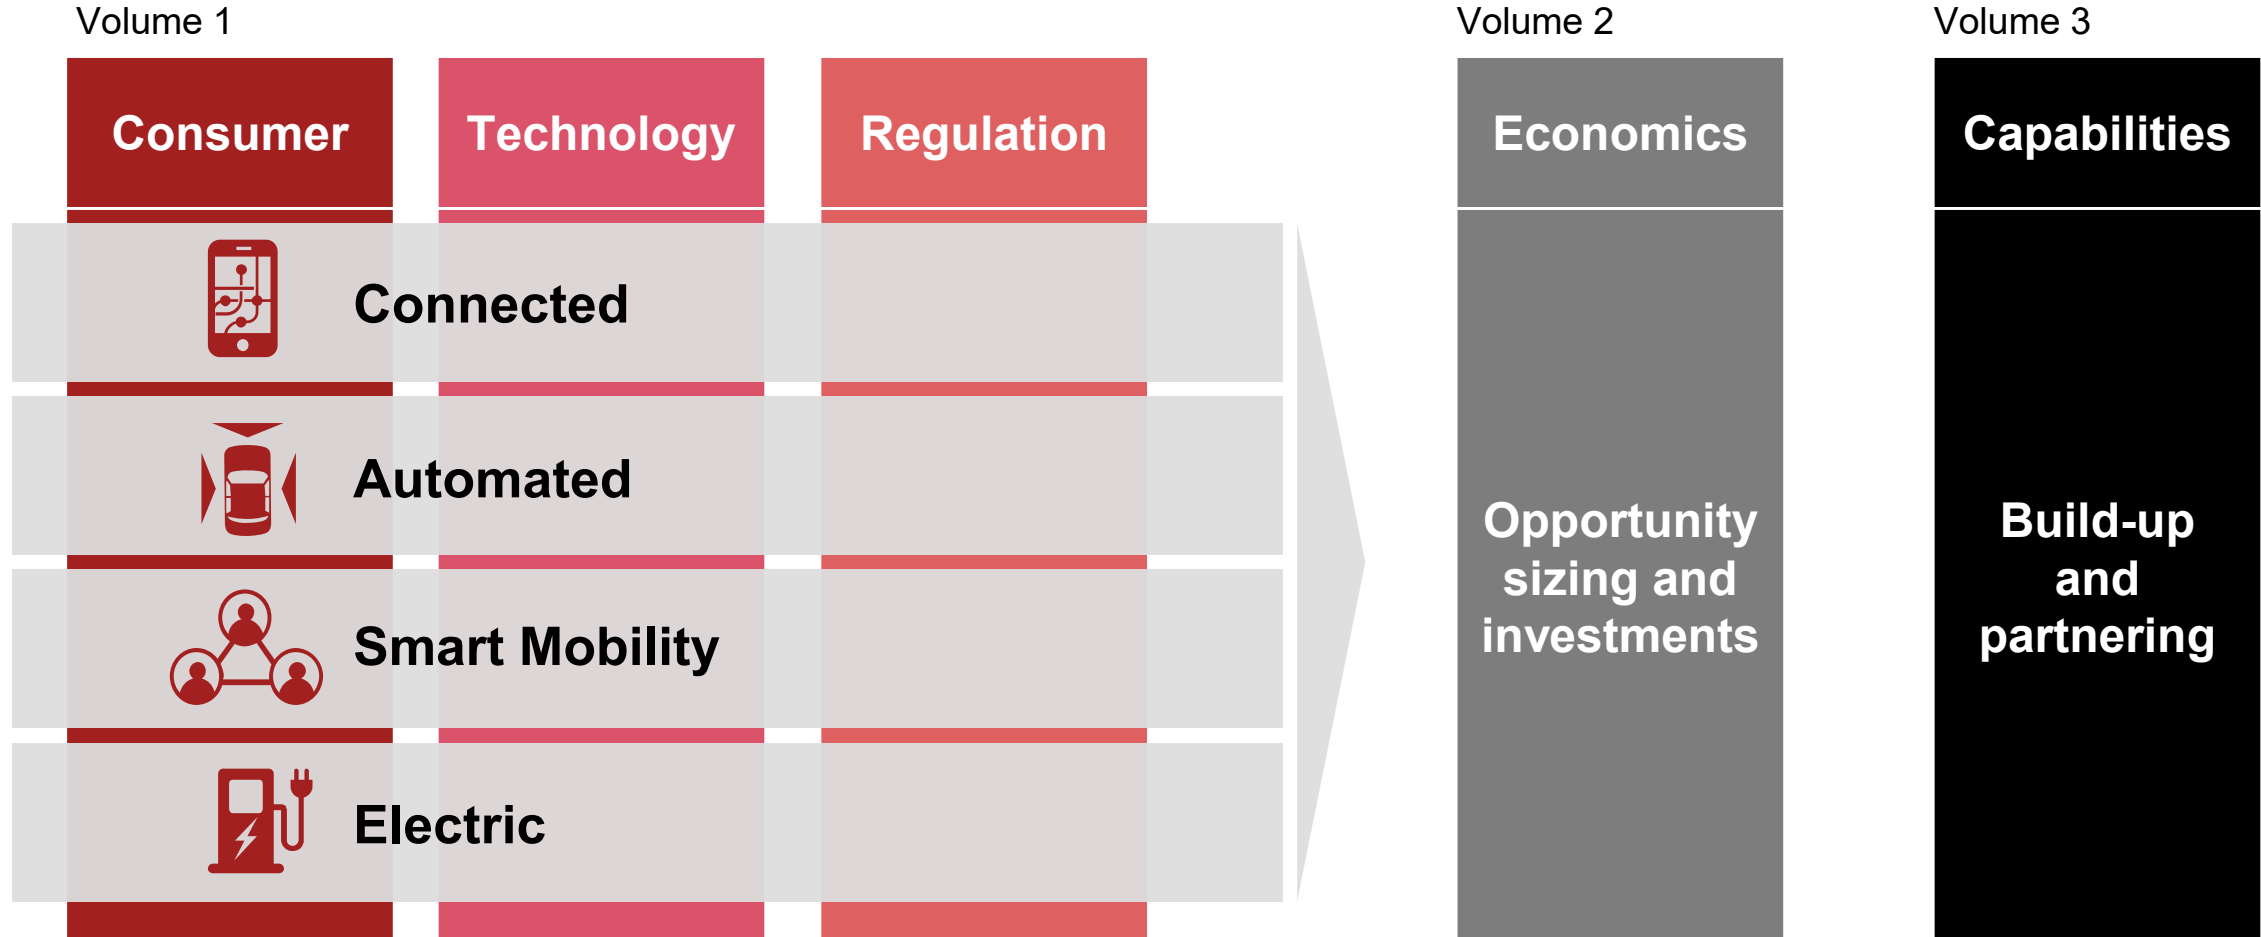 Volume 1
Volume 2
Volume 3
Consumer
Technology
Regulation
Economics
Capabilities
Connected
Automated
Smart Mobility
Electric
Opportunity
sizing and
investments
Build-up
and
partnering